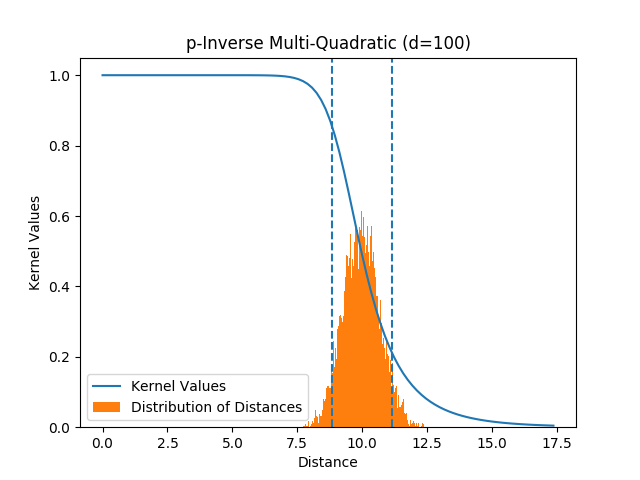 p-Inverse Multi-Quadratic (d=100)
1.0
0.8
0.6
0.4
0.2
0.0
Kernel Values
Kernel Values
Distribution of Distances
0.0 2.5 5.0 7.5 10.0 12.5 15.0 17.5
Distance